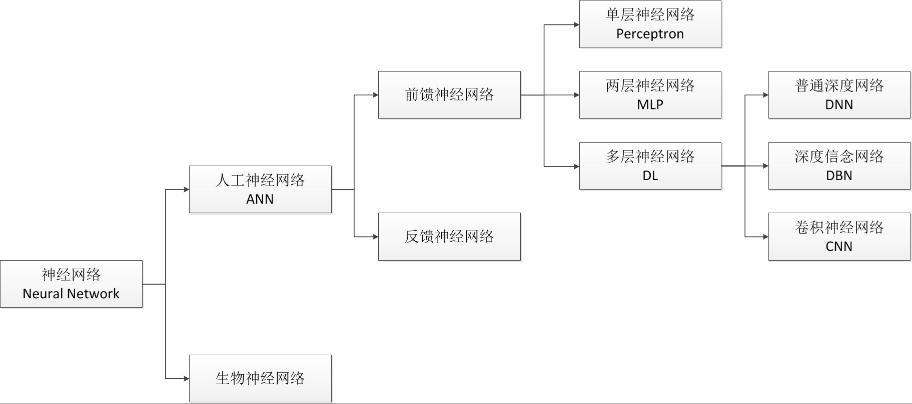 单层神经网络
Perceptron
前馈神经网络
两层神经网络
MLP
普通深度网络
DNN
人工神经网络
ANN
多层神经网络
DL
深度信念网络
DBN
反馈神经网络
卷积神经网络
CNN
神经网络
Neural Network
生物神经网络